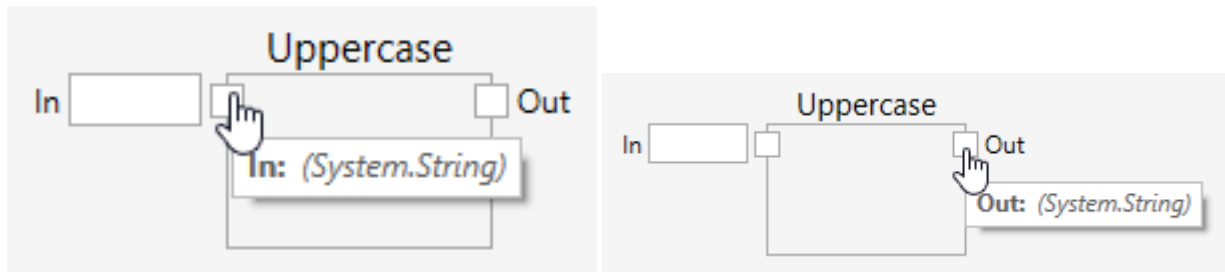 Uppercase
In
Out
In: (System.String)
Uppercase
In
Out
Out: (System.String)